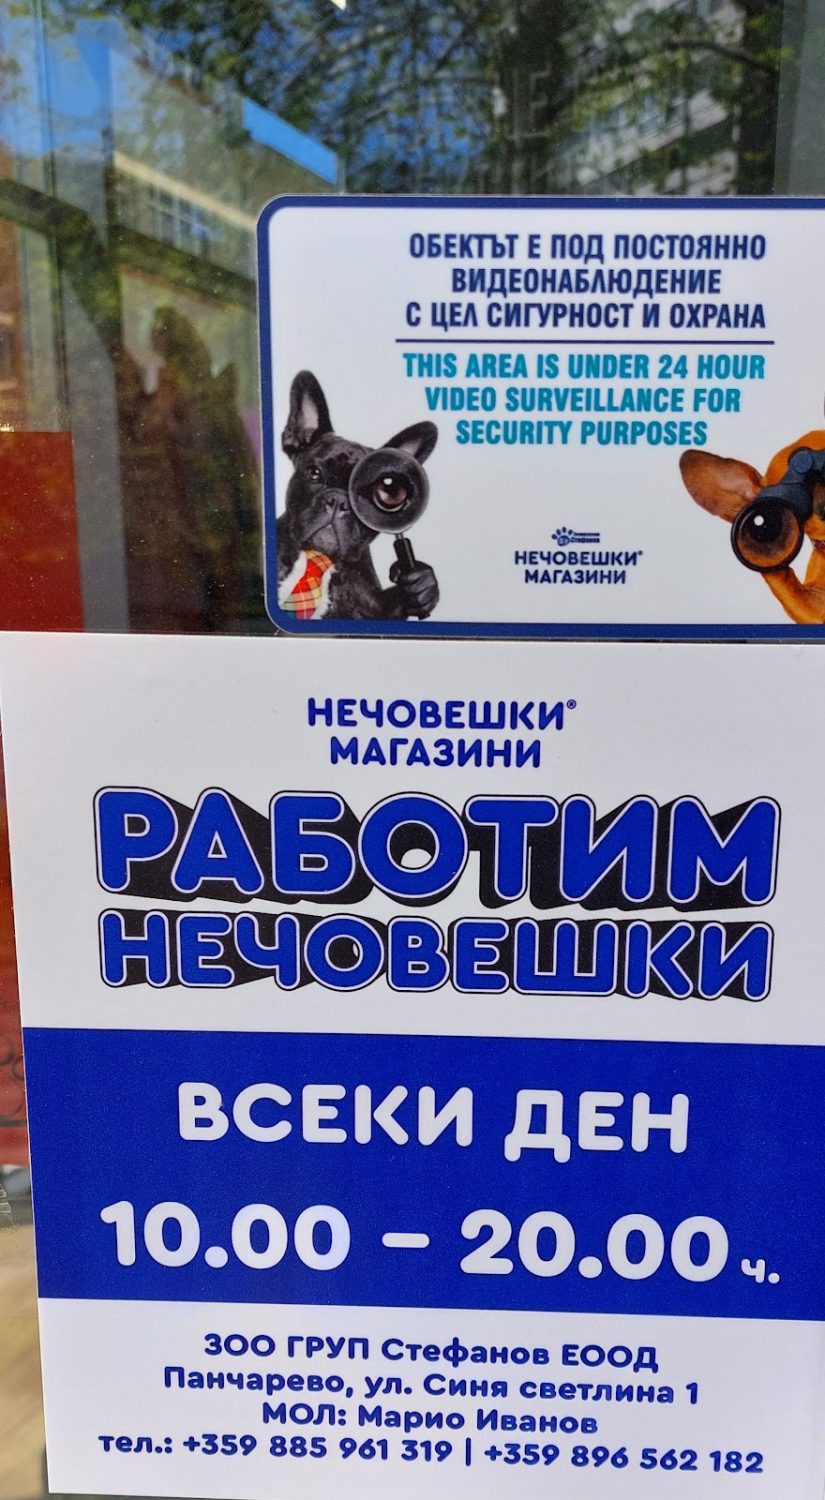 ОБЕКТЪТ Е ПОД ПОСТОЯННО
ВИДЕОНАБЛЮДЕНИЕ
С ЦЕЛ СИГУРНОСТ И ОХРАНА
THIS AREA IS UNDER 24 HOUR
VIDEO SURVEILLANCE FOR
SECURITY PURPOSES
Стефанов
НЕЧОВЕШКИ®
МАГАЗИНИ
НЕЧОВЕШКИ®
МАГАЗИНИ
РАБОТИМ
НЕЧОВЕШКИ
ВСЕКИ ДЕН
10.00 – 20.00 ч.
ЗОО ГРУП Стефанов ЕООД
Панчарево, ул. Синя светлина 1
МОЛ: Марио Иванов
тел.: +359 885 961 319 | +359 896 562 182